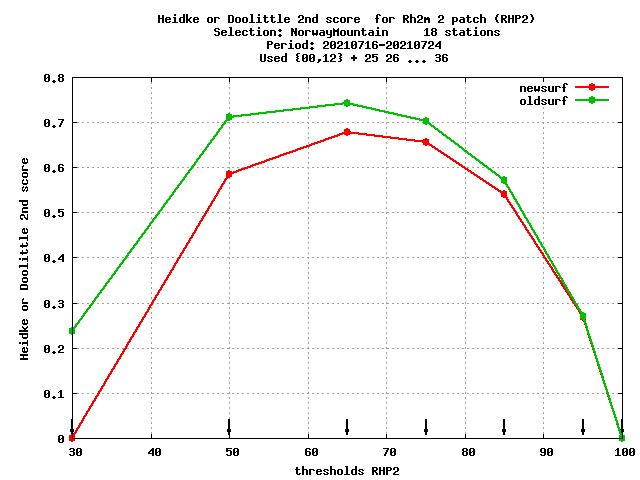 Heidke or Doolittle 2nd score  for Rh2m 2 patch (RHP2)
Selection: NorwayMountain     18 stations
Period: 20210716-20210724
Used {00,12} + 25 26 ... 36
newsurf
oldsurf
0.8
0.7
0.6
0.5
0.4
0.3
0.2
0.1
0
Heidke or Doolittle 2nd score
30 40 50 60 70 80 90 100
thresholds RHP2